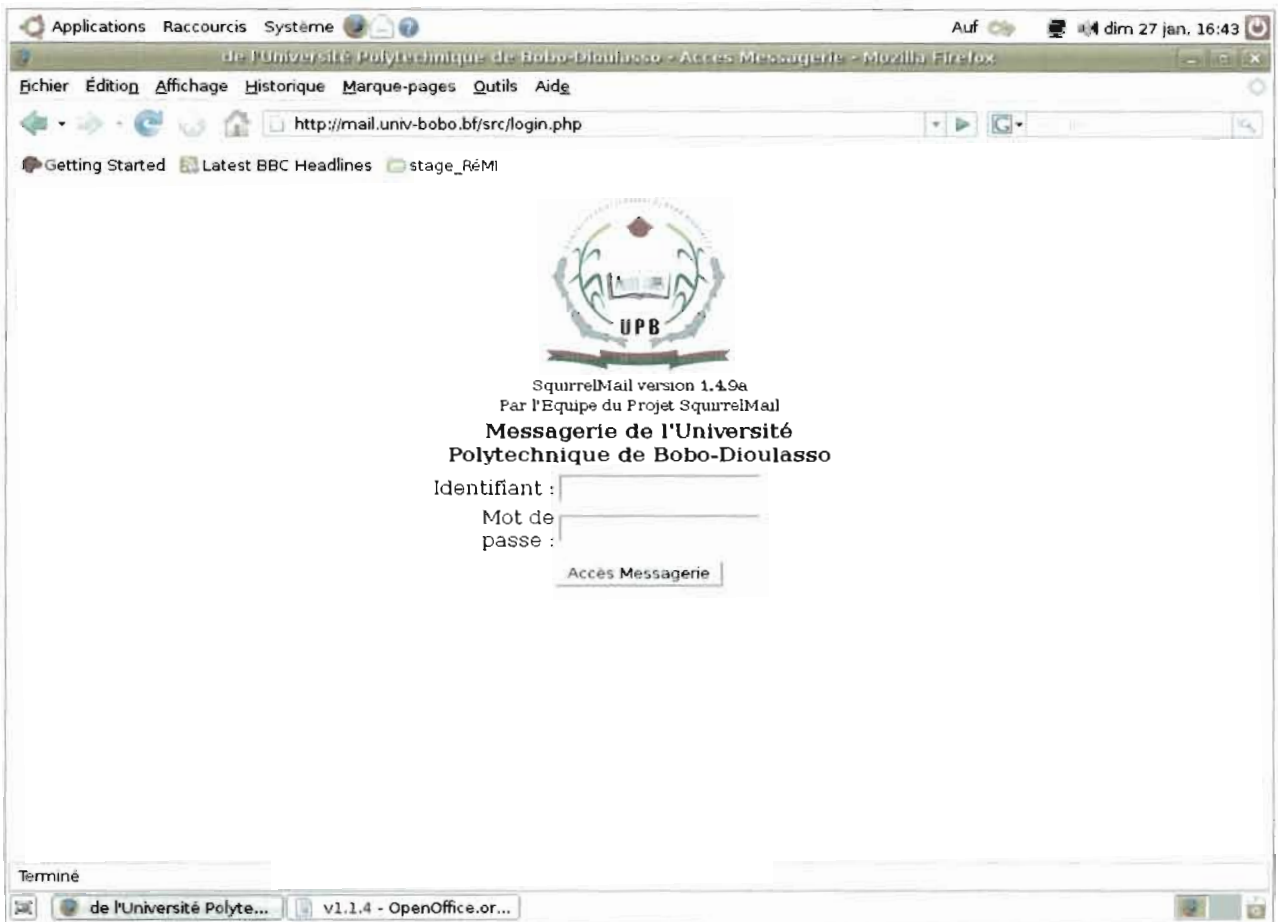 Applications Raccourcis Système Auf dim 27 jan, 16:43
de l'Université Polytechnique de Bobo-Dioulasso - Acces Messagerie - Mozilla Firefox
Fichier Édition Affichage Historique Marque-pages Outils Aide
http://mail.univ-bobo.bf/src/login.php
Getting Started Latest BBC Headlines stage_RéMI
UPB
SquirrelMail version 1.4.9a
Par l'Equipe du Projet SquirrelMail
Messagerie de l'Université
Polytechnique de Bobo-Dioulasso
Identifiant :
Mot de
passe :
Accès Messagerie
Terminé
de l'Université Polyte... v1.1.4 - OpenOffice.or...